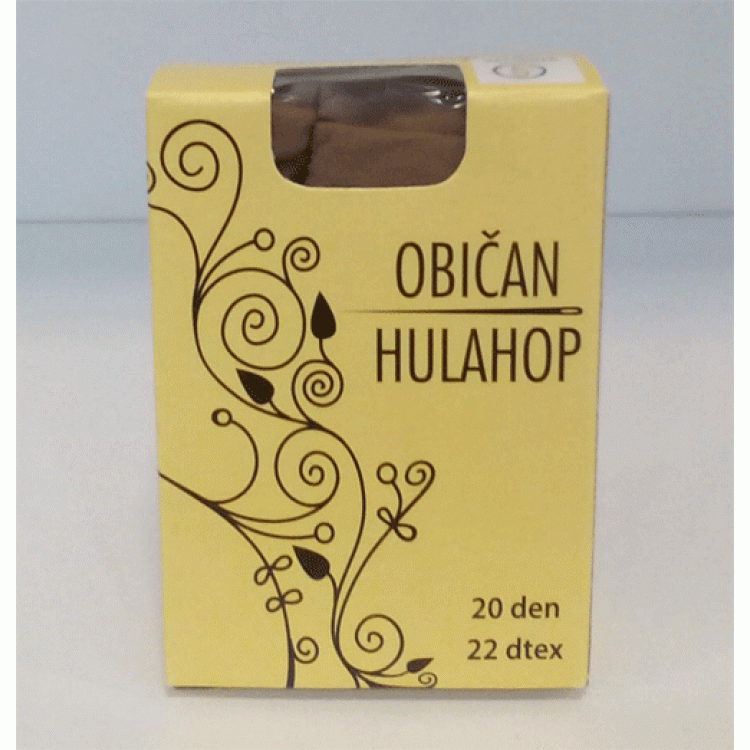 OBIČAN
HULAHOP
20 den
22 dtex